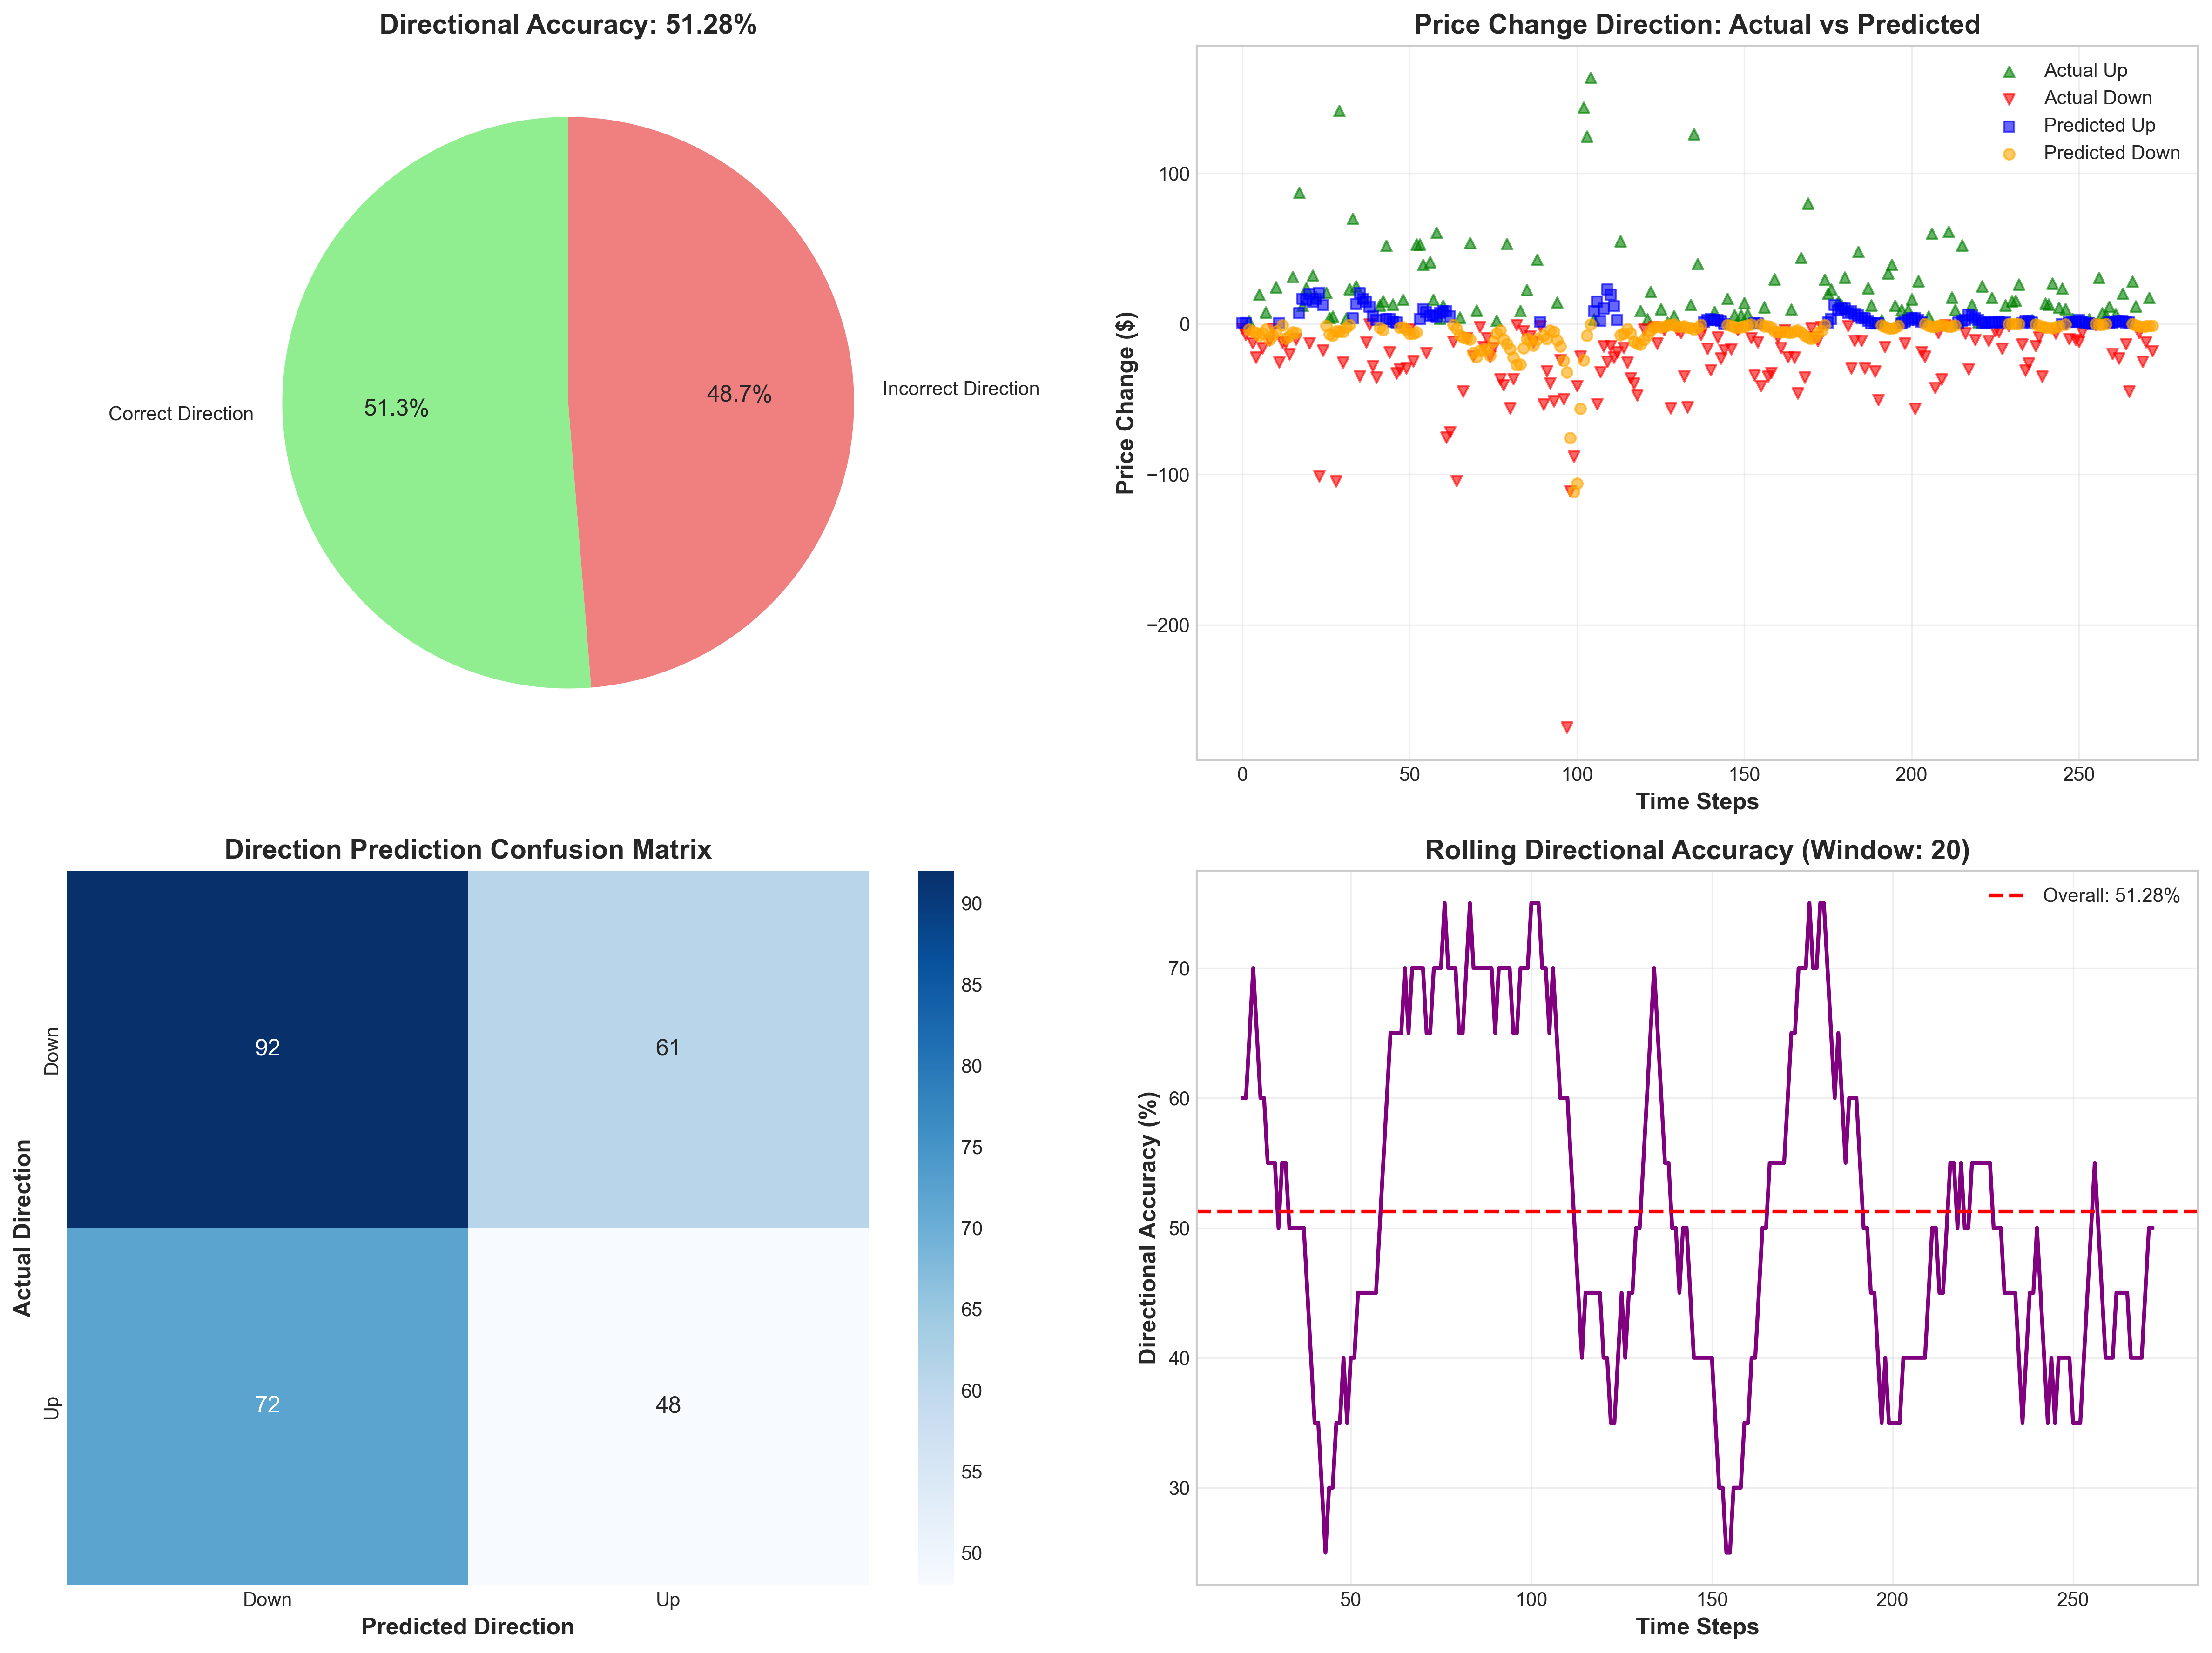 Directional Accuracy: 51.28%
Correct Direction
51.3%
48.7%
Incorrect Direction
Price Change Direction: Actual vs Predicted
Actual Up
Actual Down
Predicted Up
Predicted Down
100
0
−100
−200
Price Change ($)
0
50
100
150
200
250
Time Steps
Direction Prediction Confusion Matrix
Actual Direction
Down
Up
92
61
72
48
Down
Up
Predicted Direction
90
85
80
75
70
65
60
55
50
Rolling Directional Accuracy (Window: 20)
Overall: 51.28%
Directional Accuracy (%)
70
60
50
40
30
50
100
150
200
250
Time Steps